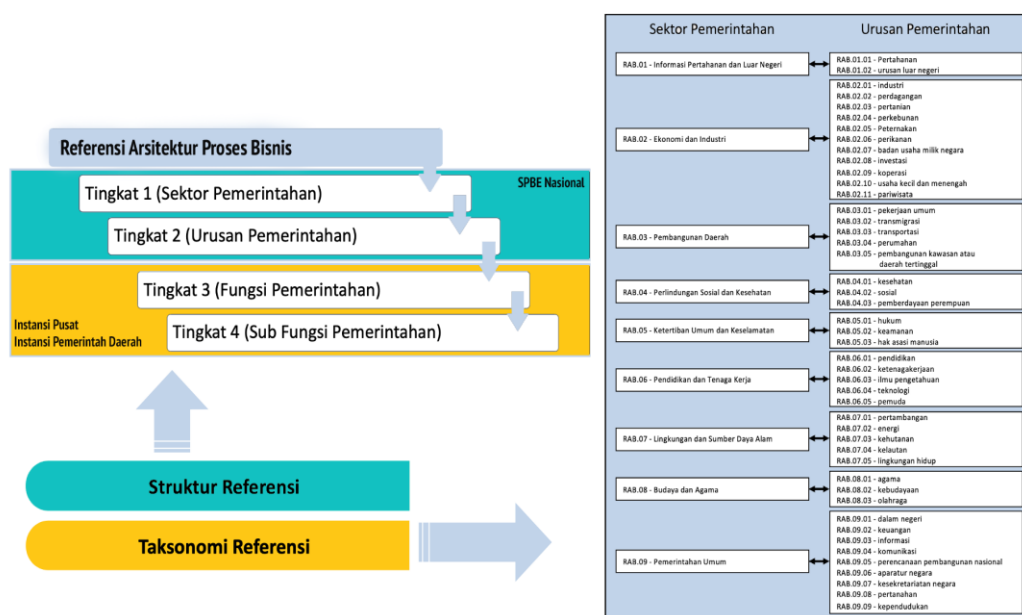 Referensi Arsitektur Proses Bisnis
SPBE Nasional
Tingkat 1 (Sektor Pemerintahan)
Tingkat 2 (Urusan Pemerintahan)
Tingkat 3 (Fungsi Pemerintahan)
Tingkat 4 (Sub Fungsi Pemerintahan)
Instansi Pusat
Instansi Pemerintah Daerah
Struktur Referensi
Taksonomi Referensi
Sektor Pemerintahan
Urusan Pemerintahan
RAB.01 - Informasi Pertahanan dan Luar Negeri
RAB.01.01 - Pertahanan
RAB.01.02 - urusan luar negeri
RAB.02 - Ekonomi dan Industri
RAB.02.01 - industri
RAB.02.02 - perdagangan
RAB.02.03 - pertanian
RAB.02.04 - perkebunan
RAB.02.05 - Peternakan
RAB.02.06 - perikanan
RAB.02.07 - badan usaha milik negara
RAB.02.08 - investasi
RAB.02.09 - koperasi
RAB.02.10 - usaha kecil dan menengah
RAB.02.11 - pariwisata
RAB.03 - Pembangunan Daerah
RAB.03.01 - pekerjaan umum
RAB.03.02 - transmigrasi
RAB.03.03 - transportasi
RAB.03.04 - perumahan
RAB.03.05 - pembangunan kawasan atau
daerah tertinggal
RAB.04 - Perlindungan Sosial dan Kesehatan
RAB.04.01 - kesehatan
RAB.04.02 - sosial
RAB.04.03 - pemberdayaan perempuan
RAB.05 - Ketertiban Umum dan Keselamatan
RAB.05.01 - hukum
RAB.05.02 - keamanan
RAB.05.03 - hak asasi manusia
RAB.06 - Pendidikan dan Tenaga Kerja
RAB.06.01 - pendidikan
RAB.06.02 - ketenagakerjaan
RAB.06.03 - ilmu pengetahuan
RAB.06.04 - teknologi
RAB.06.05 - pemuda
RAB.07 - Lingkungan dan Sumber Daya Alam
RAB.07.01 - pertambangan
RAB.07.02 - energi
RAB.07.03 - kehutanan
RAB.07.04 - kelautan
RAB.07.05 - lingkungan hidup
RAB.08 - Budaya dan Agama
RAB.08.01 - agama
RAB.08.02 - kebudayaan
RAB.08.03 - olahraga
RAB.09 - Pemerintahan Umum
RAB.09.01 - dalam negeri
RAB.09.02 - keuangan
RAB.09.03 - informasi
RAB.09.04 - komunikasi
RAB.09.05 - perencanaan pembangunan nasional
RAB.09.06 - aparatur negara
RAB.09.07 - kesekretariatan negara
RAB.09.08 - pertanahan
RAB.09.09 - kependudukan